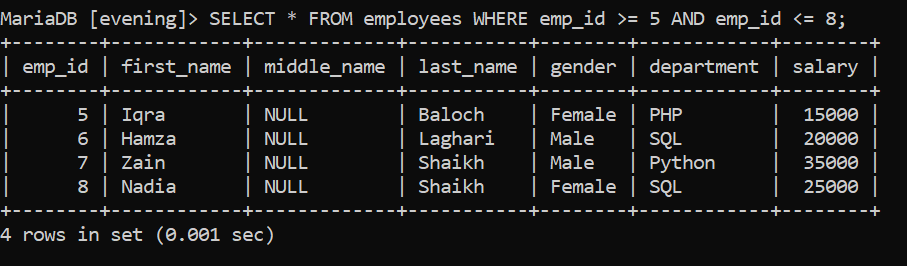 MariaDB [evening]> SELECT * FROM employees WHERE emp_id >= 5 AND emp_id <= 8;
+--------+------------+-------------+-----------+--------+------------+--------+
| emp_id | first_name | middle_name | last_name | gender | department | salary |
+--------+------------+-------------+-----------+--------+------------+--------+
|      5 | Iqra       | NULL        | Baloch    | Female | PHP        |  15000 |
|      6 | Hamza      | NULL        | Laghari   | Male   | SQL        |  20000 |
|      7 | Zain       | NULL        | Shaikh    | Male   | Python     |  35000 |
|      8 | Nadia      | NULL        | Shaikh    | Female | SQL        |  25000 |
+--------+------------+-------------+-----------+--------+------------+--------+
4 rows in set (0.001 sec)